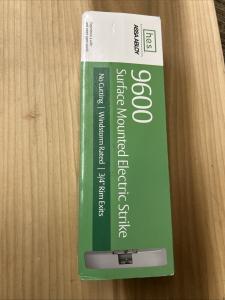 hes
ASSA ABLOY
9600
Surface Mounted Electric Strike
No Cutting | Windstorm Rated | 3/4" Rim Exits